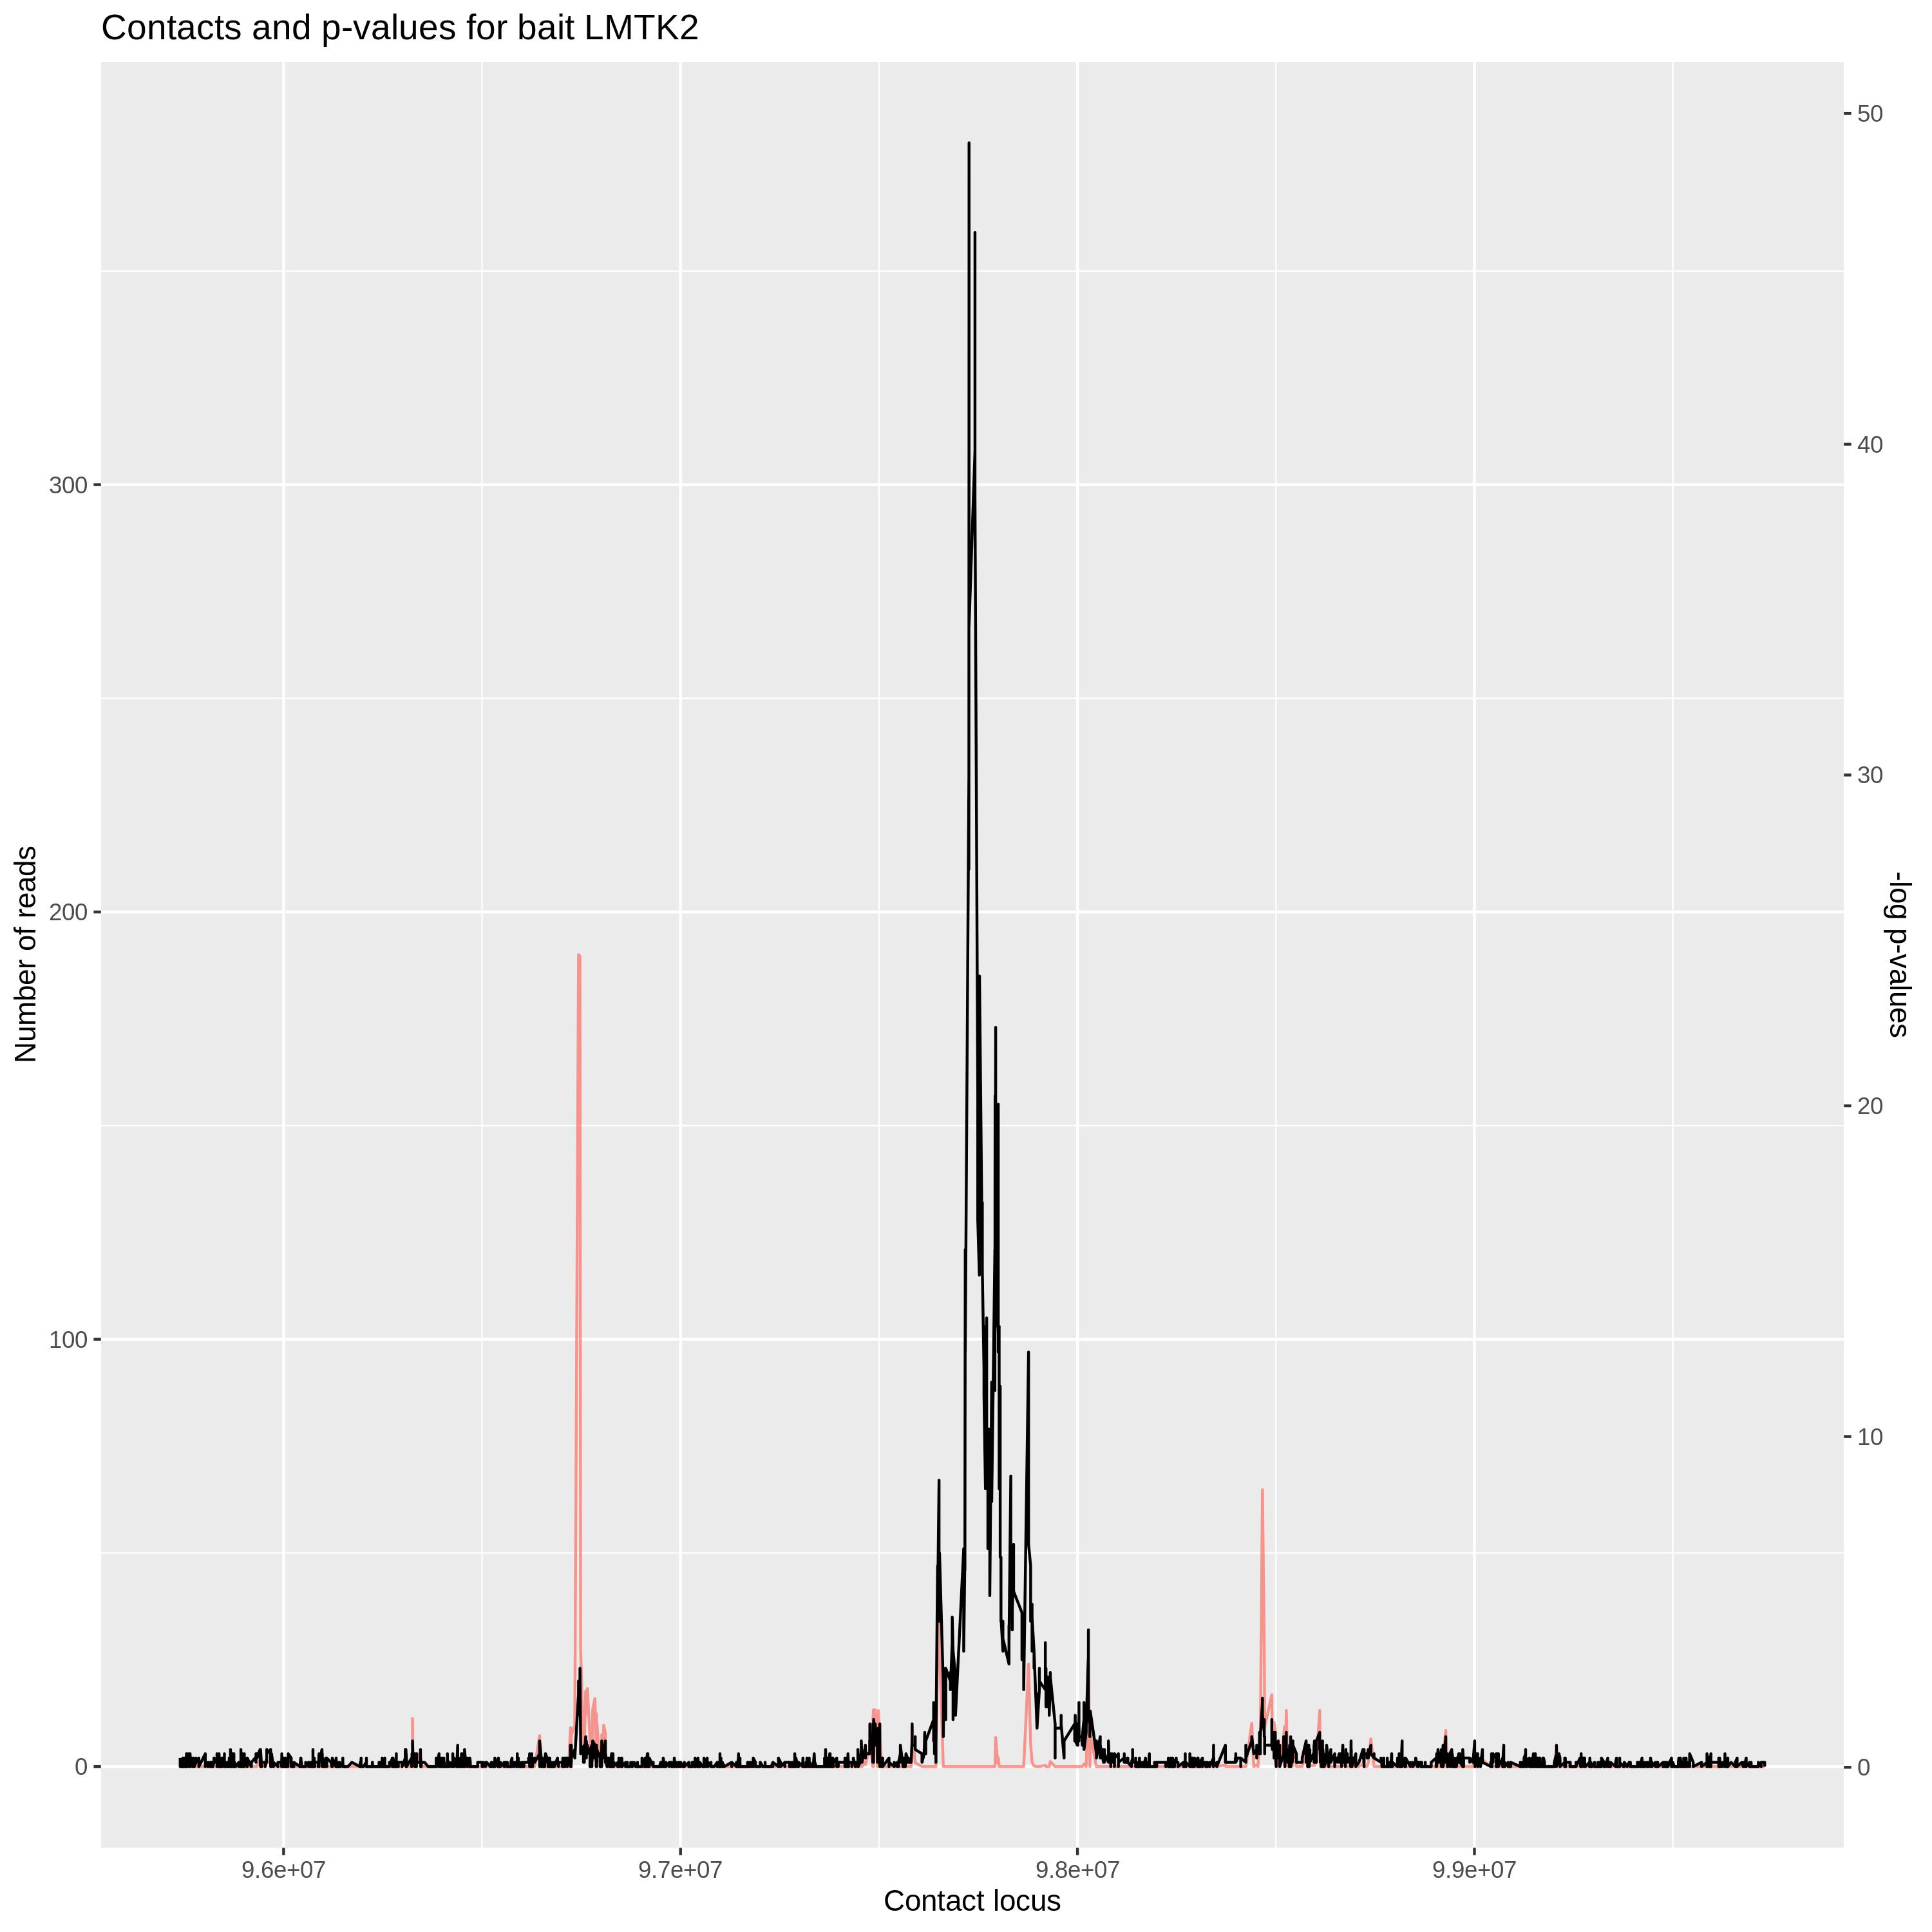 Contacts and p-values for bait LMTK2
Number of reads
300
200
100
0
50
40
30
20
10
0
-log p-values
9.6e+07
9.7e+07
9.8e+07
9.9e+07
Contact locus